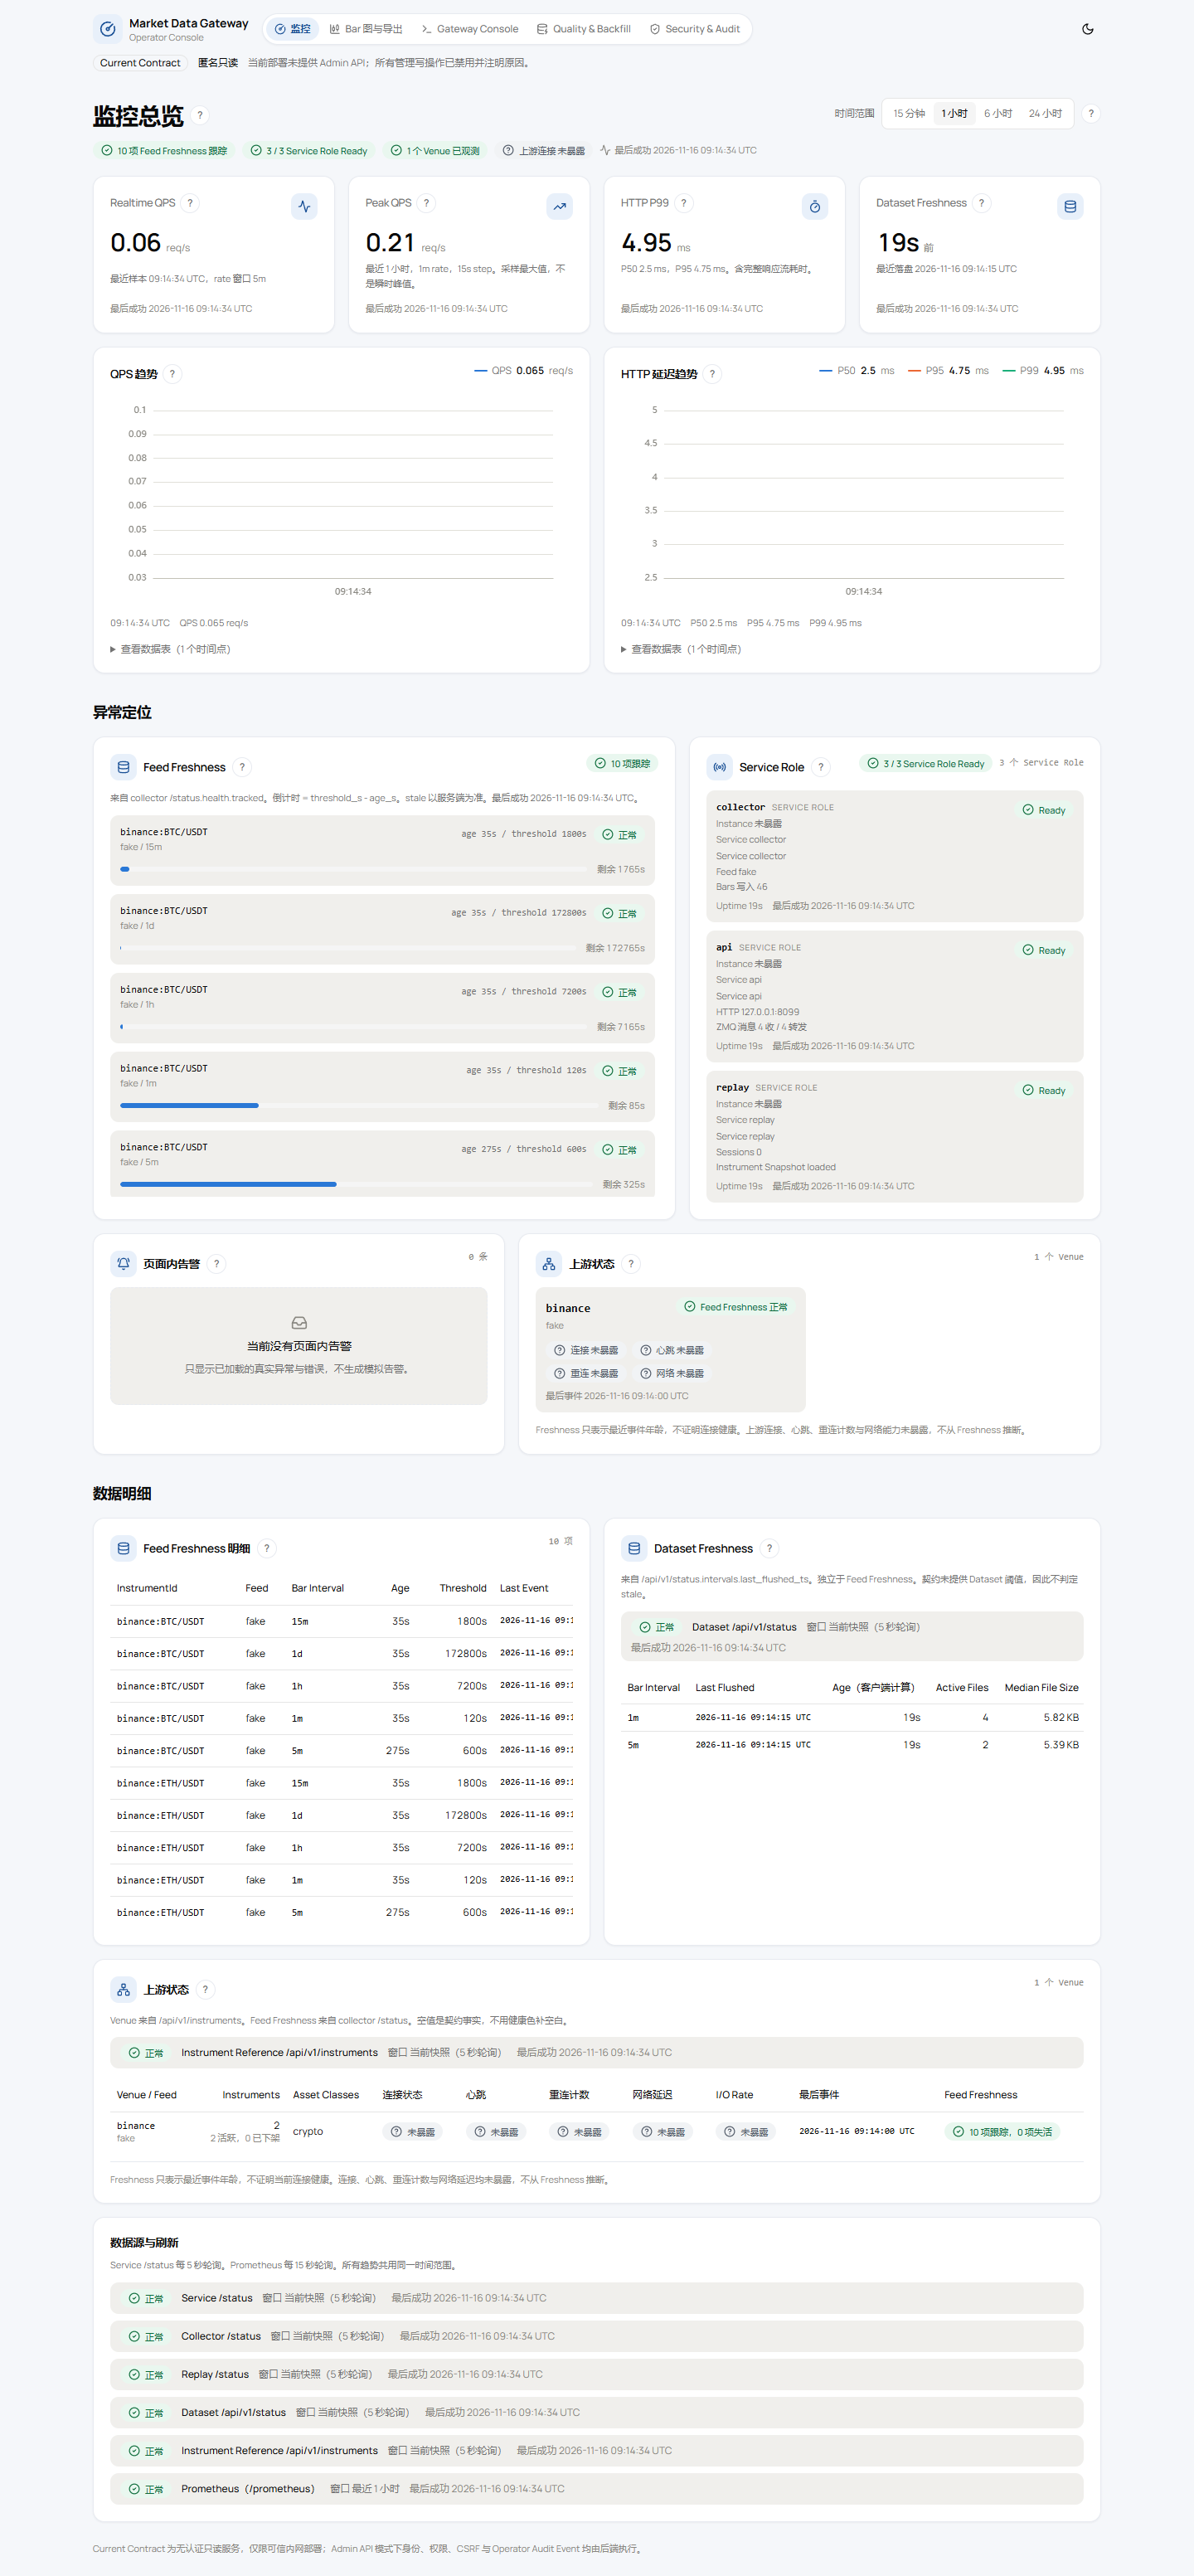 Market Data Gateway
Operator Console
监控
Bar 图与导出
Gateway Console
Quality & Backfill
Security & Audit
Current Contract 匿名只读 当前部署未提供 Admin API；所有管理写操作已禁用并注明原因。
监控总览 ?
时间范围 15 分钟 1 小时 6 小时 24 小时 ?
10 项 Feed Freshness 跟踪 3 / 3 Service Role Ready 1 个 Venue 已观测 上游连接 未暴露 最后成功 2026-11-16 09:14:34 UTC
Realtime QPS ?
0.06 req/s
最近样本 09:14:34 UTC，rate 窗口 5m
最后成功 2026-11-16 09:14:34 UTC
Peak QPS ?
0.21 req/s
最近 1 小时，1m rate，15s step。采样最大值，不
是瞬时峰值。
最后成功 2026-11-16 09:14:34 UTC
HTTP P99 ?
4.95 ms
P50 2.5 ms，P95 4.75 ms。含完整响应流耗时。
最后成功 2026-11-16 09:14:34 UTC
Dataset Freshness ?
19s 前
最近落盘 2026-11-16 09:14:15 UTC
最后成功 2026-11-16 09:14:34 UTC
QPS 趋势 ?
QPS 0.065 req/s
0.1
0.09
0.08
0.07
0.06
0.05
0.04
0.03
09:14:34
09:14:34 UTC QPS 0.065 req/s
▶ 查看数据表（1 个时间点）
HTTP 延迟趋势 ?
P50 2.5 ms P95 4.75 ms P99 4.95 ms
5
4.5
4
3.5
3
2.5
09:14:34
09:14:34 UTC P50 2.5 ms P95 4.75 ms P99 4.95 ms
▶ 查看数据表（1 个时间点）
异常定位
Feed Freshness ?
10 项跟踪
来自 collector /status.health.tracked。倒计时 = threshold_s - age_s。stale 以服务端为准。最后成功 2026-11-16 09:14:34 UTC。
binance:BTC/USDT age 35s / threshold 1800s 正常
fake / 15m
剩余 1765s
binance:BTC/USDT age 35s / threshold 172800s 正常
fake / 1d
剩余 172765s
binance:BTC/USDT age 35s / threshold 7200s 正常
fake / 1h
剩余 7165s
binance:BTC/USDT age 35s / threshold 120s 正常
fake / 1m
剩余 85s
binance:BTC/USDT age 275s / threshold 600s 正常
fake / 5m
剩余 325s
Service Role ?
3 / 3 Service Role Ready 3 个 Service Role
collector SERVICE ROLE Ready
Instance 未暴露
Service collector
Service collector
Feed fake
Bars 写入 46
Uptime 19s 最后成功 2026-11-16 09:14:34 UTC
api SERVICE ROLE Ready
Instance 未暴露
Service api
Service api
HTTP 127.0.0.1:8099
ZMQ 消息 4 收 / 4 转发
Uptime 19s 最后成功 2026-11-16 09:14:34 UTC
replay SERVICE ROLE Ready
Instance 未暴露
Service replay
Service replay
Sessions 0
Instrument Snapshot loaded
Uptime 19s 最后成功 2026-11-16 09:14:34 UTC
页面内告警 ?
0 条
当前没有页面内告警
只显示已加载的真实异常与错误，不生成模拟告警。
上游状态 ?
1 个 Venue
binance Feed Freshness 正常
fake
连接 未暴露 心跳 未暴露
重连 未暴露 网络 未暴露
最后事件 2026-11-16 09:14:00 UTC
Freshness 只表示最近事件年龄，不证明连接健康。上游连接、心跳、重连计数与网络能力未暴露，不从 Freshness 推断。
数据明细
Feed Freshness 明细 ?
10 项
InstrumentId Feed Bar Interval Age Threshold Last Event
binance:BTC/USDT fake 15m 35s 1800s 2026-11-16 09:1
binance:BTC/USDT fake 1d 35s 172800s 2026-11-16 09:1
binance:BTC/USDT fake 1h 35s 7200s 2026-11-16 09:1
binance:BTC/USDT fake 1m 35s 120s 2026-11-16 09:1
binance:BTC/USDT fake 5m 275s 600s 2026-11-16 09:1
binance:ETH/USDT fake 15m 35s 1800s 2026-11-16 09:1
binance:ETH/USDT fake 1d 35s 172800s 2026-11-16 09:1
binance:ETH/USDT fake 1h 35s 7200s 2026-11-16 09:1
binance:ETH/USDT fake 1m 35s 120s 2026-11-16 09:1
binance:ETH/USDT fake 5m 275s 600s 2026-11-16 09:1
Dataset Freshness ?
来自 /api/v1/status.intervals.last_flushed_ts。独立于 Feed Freshness。契约未提供 Dataset 阈值，因此不判定
stale。
正常 Dataset /api/v1/status 窗口 当前快照（5 秒轮询）
最后成功 2026-11-16 09:14:34 UTC
Bar Interval Last Flushed Age（客户端计算） Active Files Median File Size
1m 2026-11-16 09:14:15 UTC 19s 4 5.82 KB
5m 2026-11-16 09:14:15 UTC 19s 2 5.39 KB
上游状态 ?
1 个 Venue
Venue 来自 /api/v1/instruments。Feed Freshness 来自 collector /status。空值是契约事实，不用健康色补空白。
正常 Instrument Reference /api/v1/instruments 窗口 当前快照（5 秒轮询） 最后成功 2026-11-16 09:14:34 UTC
Venue / Feed Instruments Asset Classes 连接状态 心跳 重连计数 网络延迟 I/O Rate 最后事件 Feed Freshness
binance 2 crypto 未暴露 未暴露 未暴露 未暴露 未暴露 2026-11-16 09:14:00 UTC 10 项跟踪，0 项失活
fake 2 活跃，0 已下架
Freshness 只表示最近事件年龄，不证明当前连接健康。连接、心跳、重连计数与网络延迟均未暴露，不从 Freshness 推断。
数据源与刷新
Service /status 每 5 秒轮询。Prometheus 每 15 秒轮询。所有趋势共用同一时间范围。
正常 Service /status 窗口 当前快照（5 秒轮询） 最后成功 2026-11-16 09:14:34 UTC
正常 Collector /status 窗口 当前快照（5 秒轮询） 最后成功 2026-11-16 09:14:34 UTC
正常 Replay /status 窗口 当前快照（5 秒轮询） 最后成功 2026-11-16 09:14:34 UTC
正常 Dataset /api/v1/status 窗口 当前快照（5 秒轮询） 最后成功 2026-11-16 09:14:34 UTC
正常 Instrument Reference /api/v1/instruments 窗口 当前快照（5 秒轮询） 最后成功 2026-11-16 09:14:34 UTC
正常 Prometheus（/prometheus） 窗口 最近 1 小时 最后成功 2026-11-16 09:14:34 UTC
Current Contract 为无认证只读服务，仅限可信内网部署；Admin API 模式下身份、权限、CSRF 与 Operator Audit Event 均由后端执行。